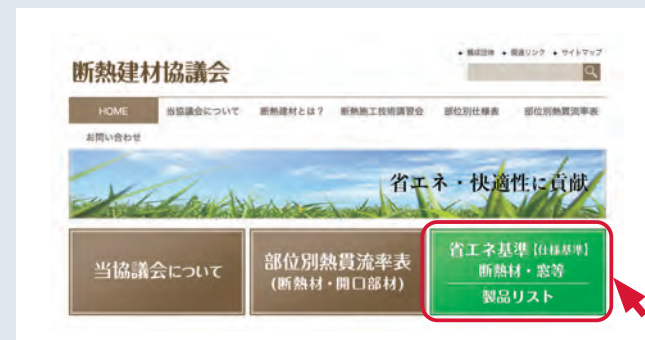 構成団体 関連リンク サイトマップ
断熱建材協議会
HOME 当協議会について 断熱建材とは？ 断熱施工技術講習会 部位別仕様表 部位別熱貫流率表
お問い合わせ
省エネ・快適性に貢献
当協議会について
部位別熱貫流率表
(断熱材・開口部材)
省エネ基準【仕様基準】
断熱材・窓等
製品リスト